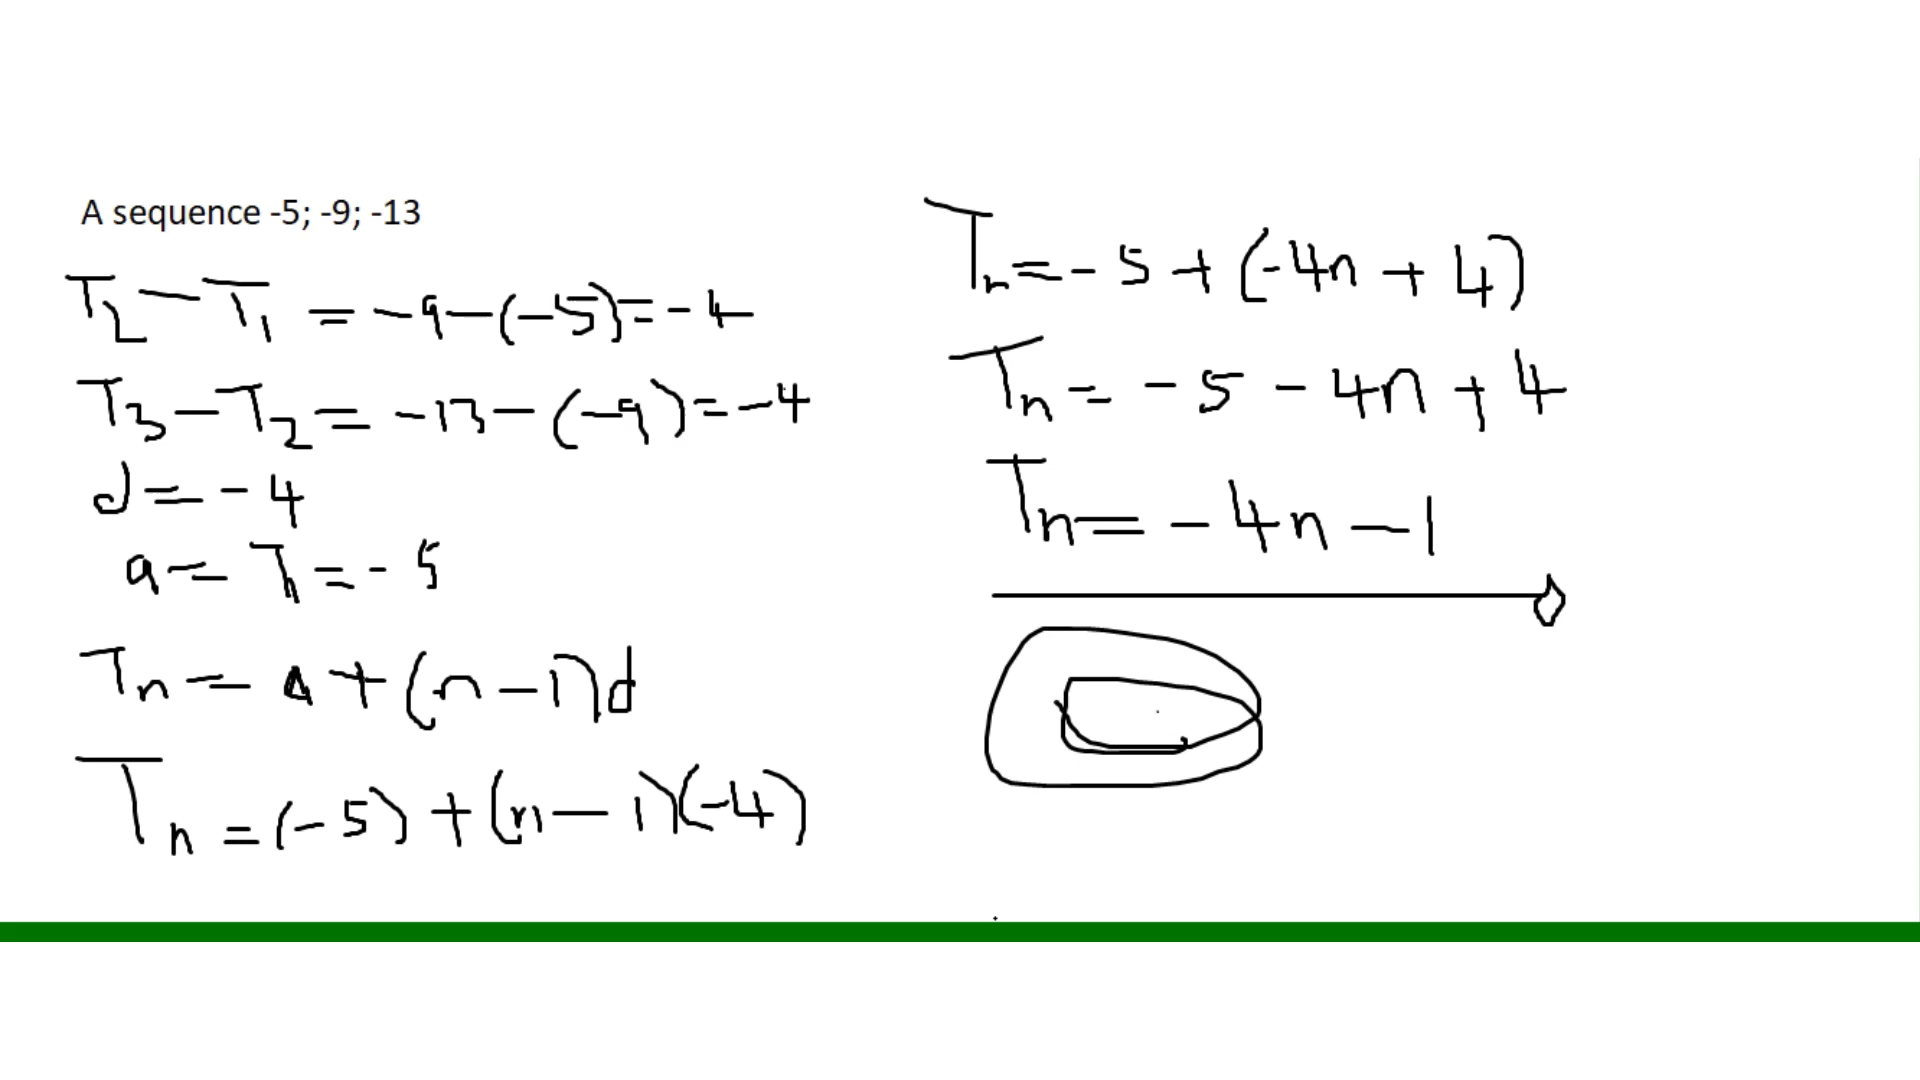 A sequence -5; -9; -13
T₂ - T₁ = -9 - (-5) = -4
T₃ - T₂ = -13 - (-9) = -4
d = -4
a = T₁ = -5
Tn = a + (n - 1)d
Tn = (-5) + (n - 1)(-4)
Tn = -5 + (-4n + 4)
Tn = -5 - 4n + 4
Tn = -4n - 1